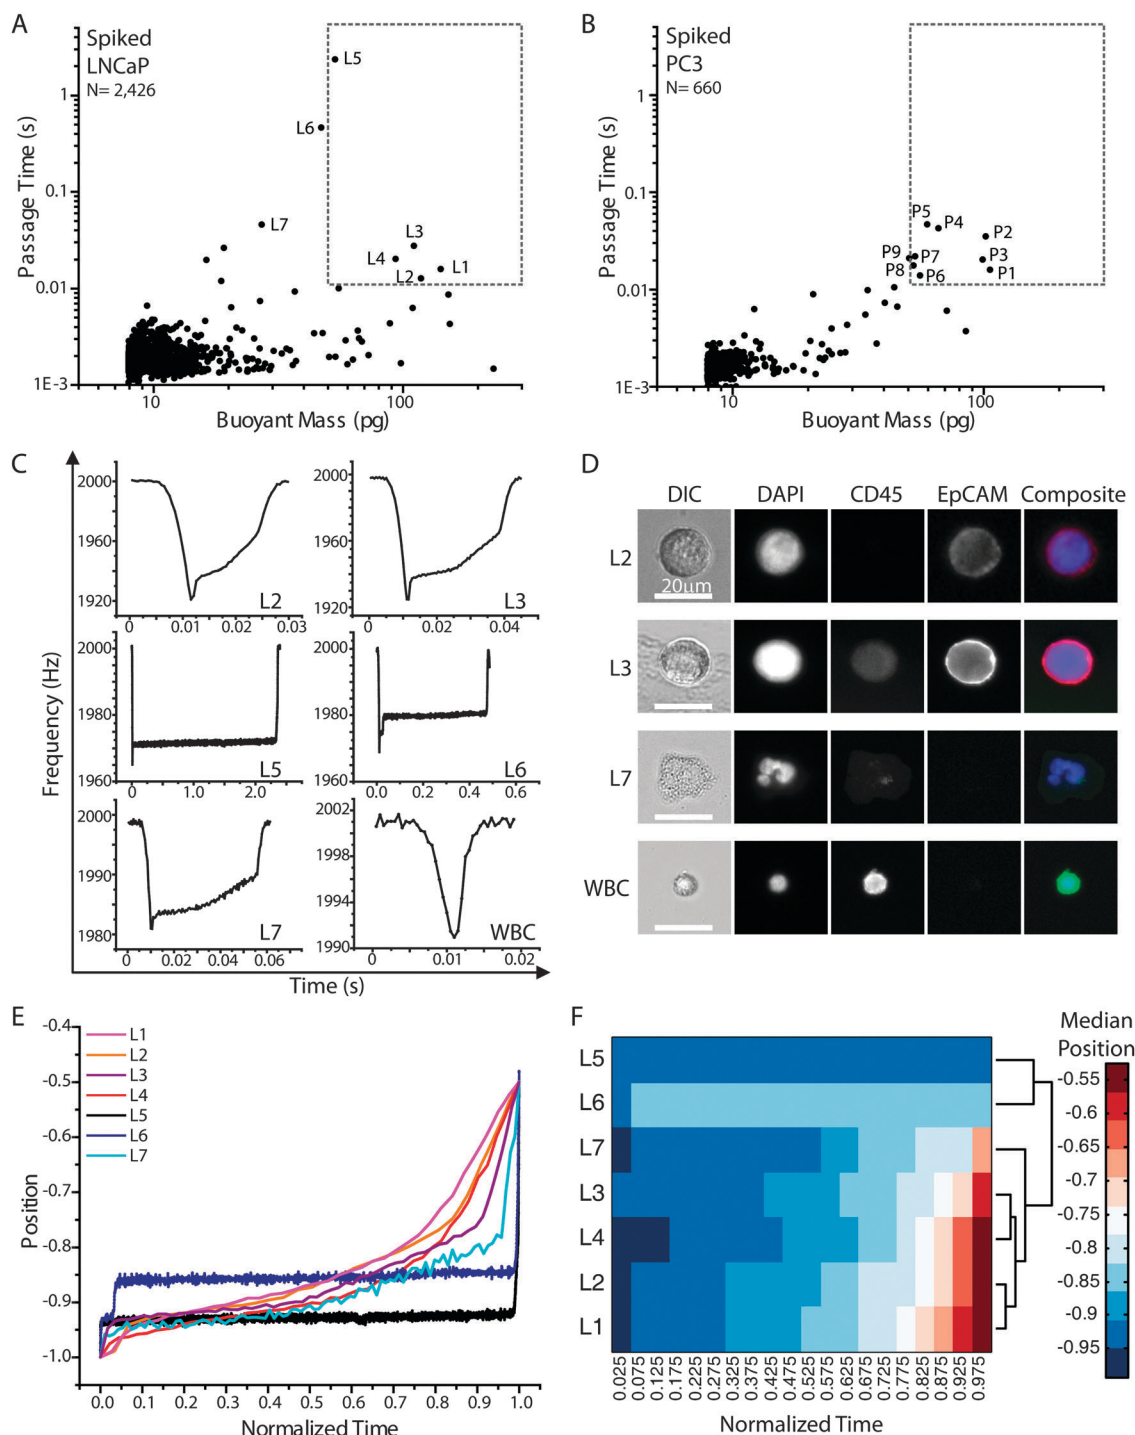 A
Spiked
LNCaP
N= 2,426
Passage Time (s)
1
0.1
0.01
1E-3
10
100
Buoyant Mass (pg)
L5
L6
L7
L3
L4
L2
L1
B
Spiked
PC3
N= 660
Passage Time (s)
1
0.1
0.01
1E-3
10
100
Buoyant Mass (pg)
P5
P4
P2
P9
P7
P3
P8
P6
P1
C
Frequency (Hz)
2000
1960
1940
1920
0
0.01
0.02
0.03
L2
2000
1960
1940
1920
0
0.01
0.02
0.03
0.04
L3
2000
1980
1970
1960
0
1.0
2.0
L5
2000
1980
1970
1960
0.0
0.2
0.4
0.6
L6
2000
1990
1980
0
0.02
0.04
0.06
L7
2002
1998
1994
1990
0
0.01
0.02
WBC
Time (s)
D
DIC
DAPI
CD45
EpCAM
Composite
L2
20um
L3
L7
WBC
E
Position
-0.4
-0.5
-0.6
-0.7
-0.8
-0.9
-1.0
L1
L2
L3
L4
L5
L6
L7
0.0
0.1
0.2
0.3
0.4
0.5
0.6
0.7
0.8
0.9
1.0
Normalized Time
F
L5
L6
L7
L3
L4
L2
L1
0.025
0.075
0.125
0.175
0.225
0.275
0.325
0.375
0.425
0.475
0.525
0.575
0.625
0.675
0.725
0.775
0.825
0.875
0.925
0.975
Normalized Time
Median
Position
-0.55
-0.6
-0.65
-0.7
-0.75
-0.8
-0.85
-0.9
-0.95